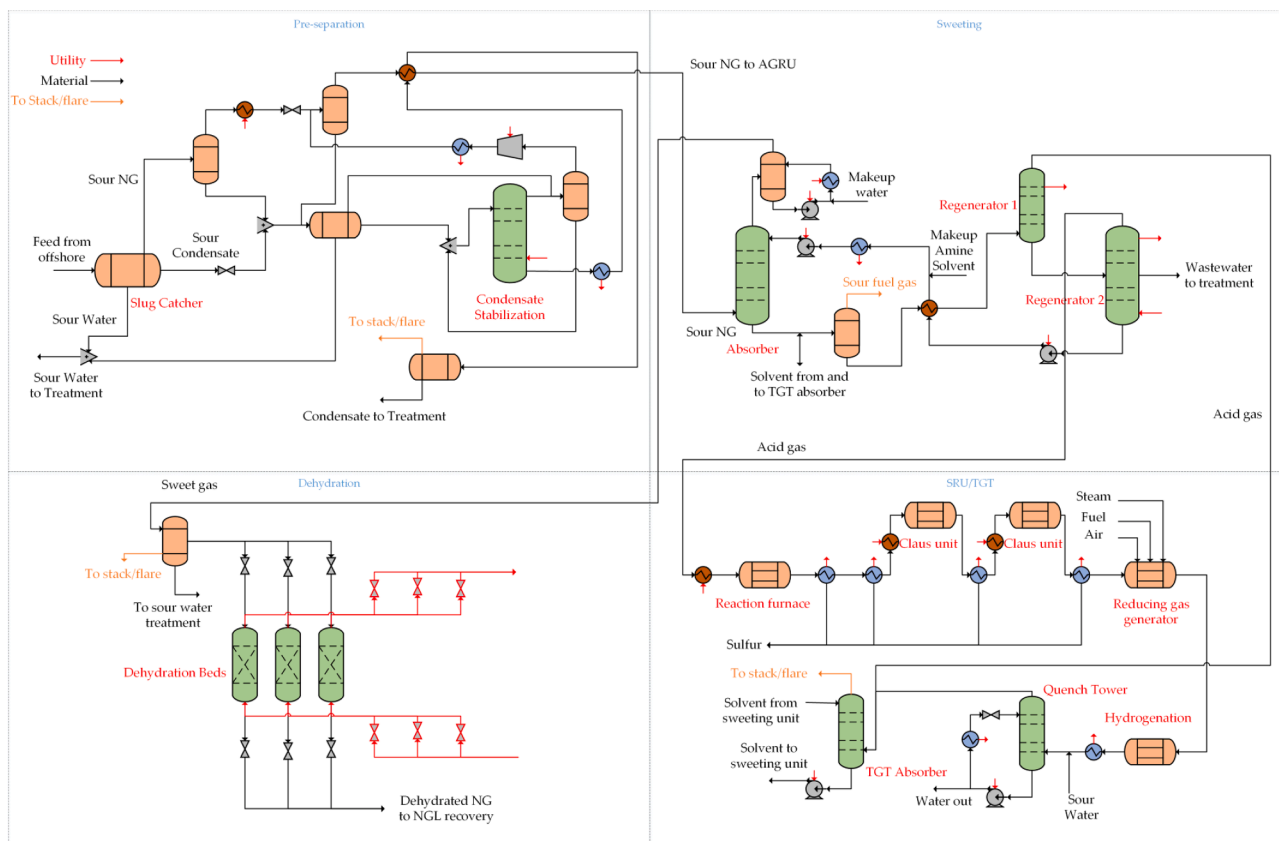 Pre-separation
Utility
Material
To Stack/flare
Sour NG
Feed from
offshore
Sour
Condensate
Slug Catcher
Sour Water
Sour Water
to Treatment
Condensate
Stabilization
To stack/flare
Condensate to Treatment
Sweeting
Sour NG to AGRU
Makeup
water
Regenerator 1
Makeup
Amine
Solvent
Sour fuel gas
Wastewater
to treatment
Regenerator 2
Sour NG
Absorber
Solvent from and
to TGT absorber
Acid gas
Acid gas
Dehydration
Sweet gas
To stack/flare
To sour water
treatment
Dehydration Beds
Dehydrated NG
to NGL recovery
SRU/TGT
Steam
Fuel
Air
Claus unit
Claus unit
Reaction furnace
Reducing gas
generator
Sulfur
To stack/flare
Quench Tower
Solvent from
sweeting unit
Hydrogenation
Solvent to
sweeting unit
TGT Absorber
Water out
Sour
Water